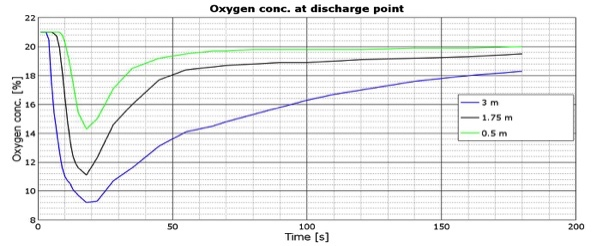 Oxygen conc. at discharge point
22
20
18
16
14
12
10
8
Oxygen conc. [%]
3 m
1.75 m
0.5 m
0
50
100
150
200
Time [s]